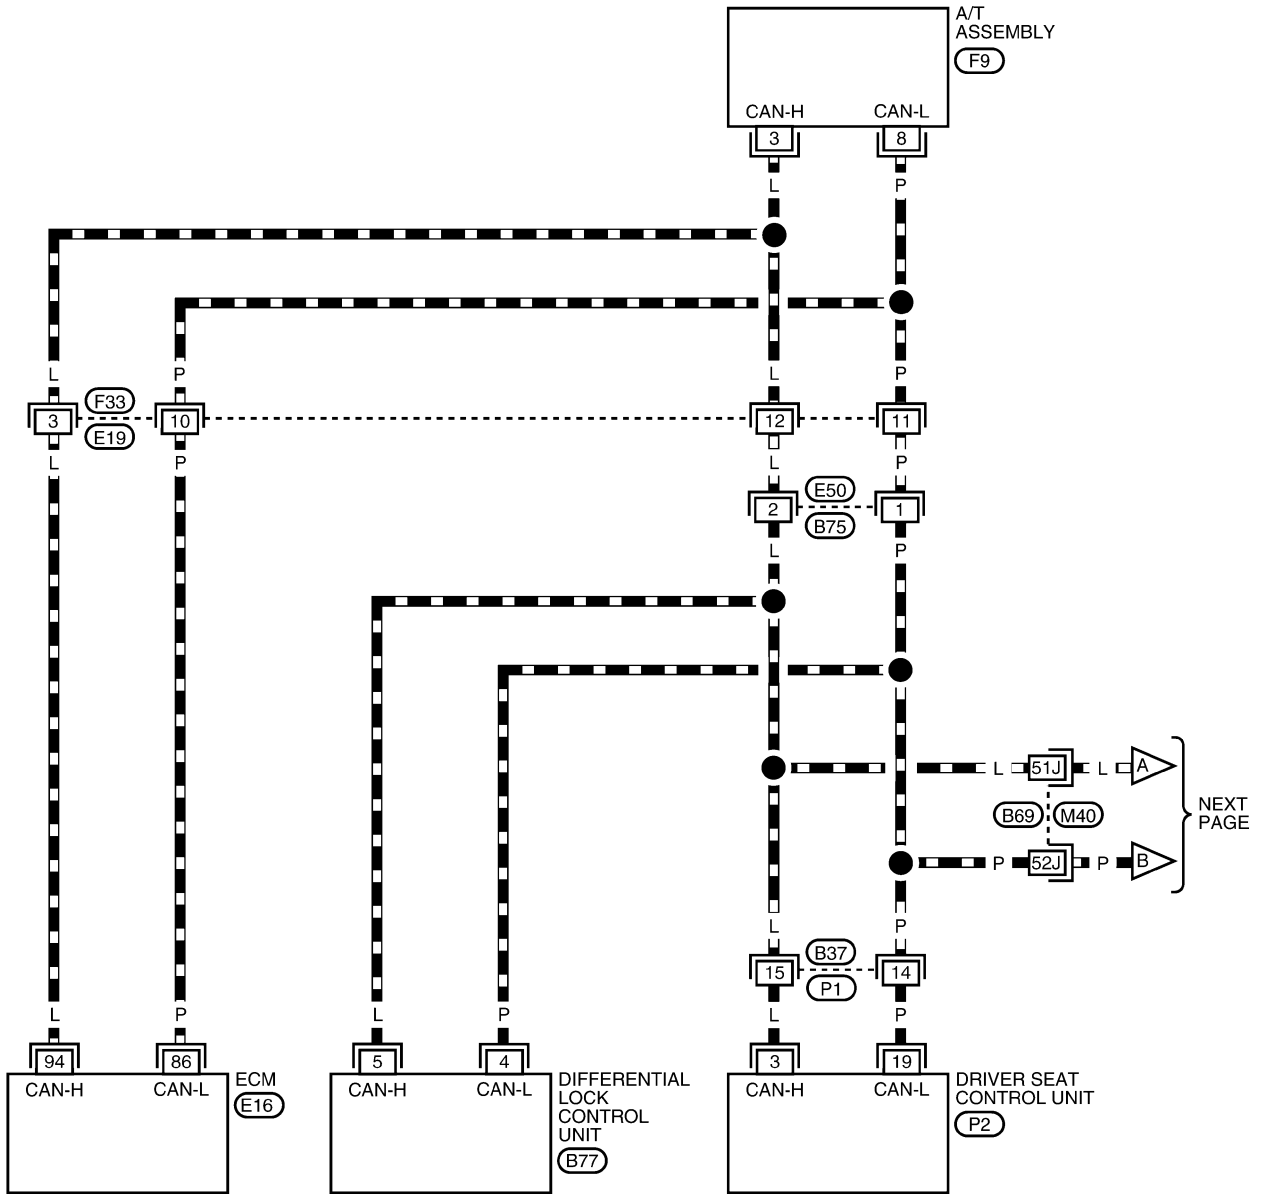 A/T
ASSEMBLY
F9
CAN-H CAN-L
3 8
L P
L P L P
F33
3 10 12 11
E19
L P L P
E50
2 1
B75
L P
L 51J L A
B69 M40
NEXT
PAGE
P 52J P B
L P
B37
15 14
P1
L P L P L P
94 86 5 4 3 19
CAN-H CAN-L
ECM
E16
CAN-H CAN-L
DIFFERENTIAL
LOCK
CONTROL
UNIT
B77
CAN-H CAN-L
DRIVER SEAT
CONTROL UNIT
P2